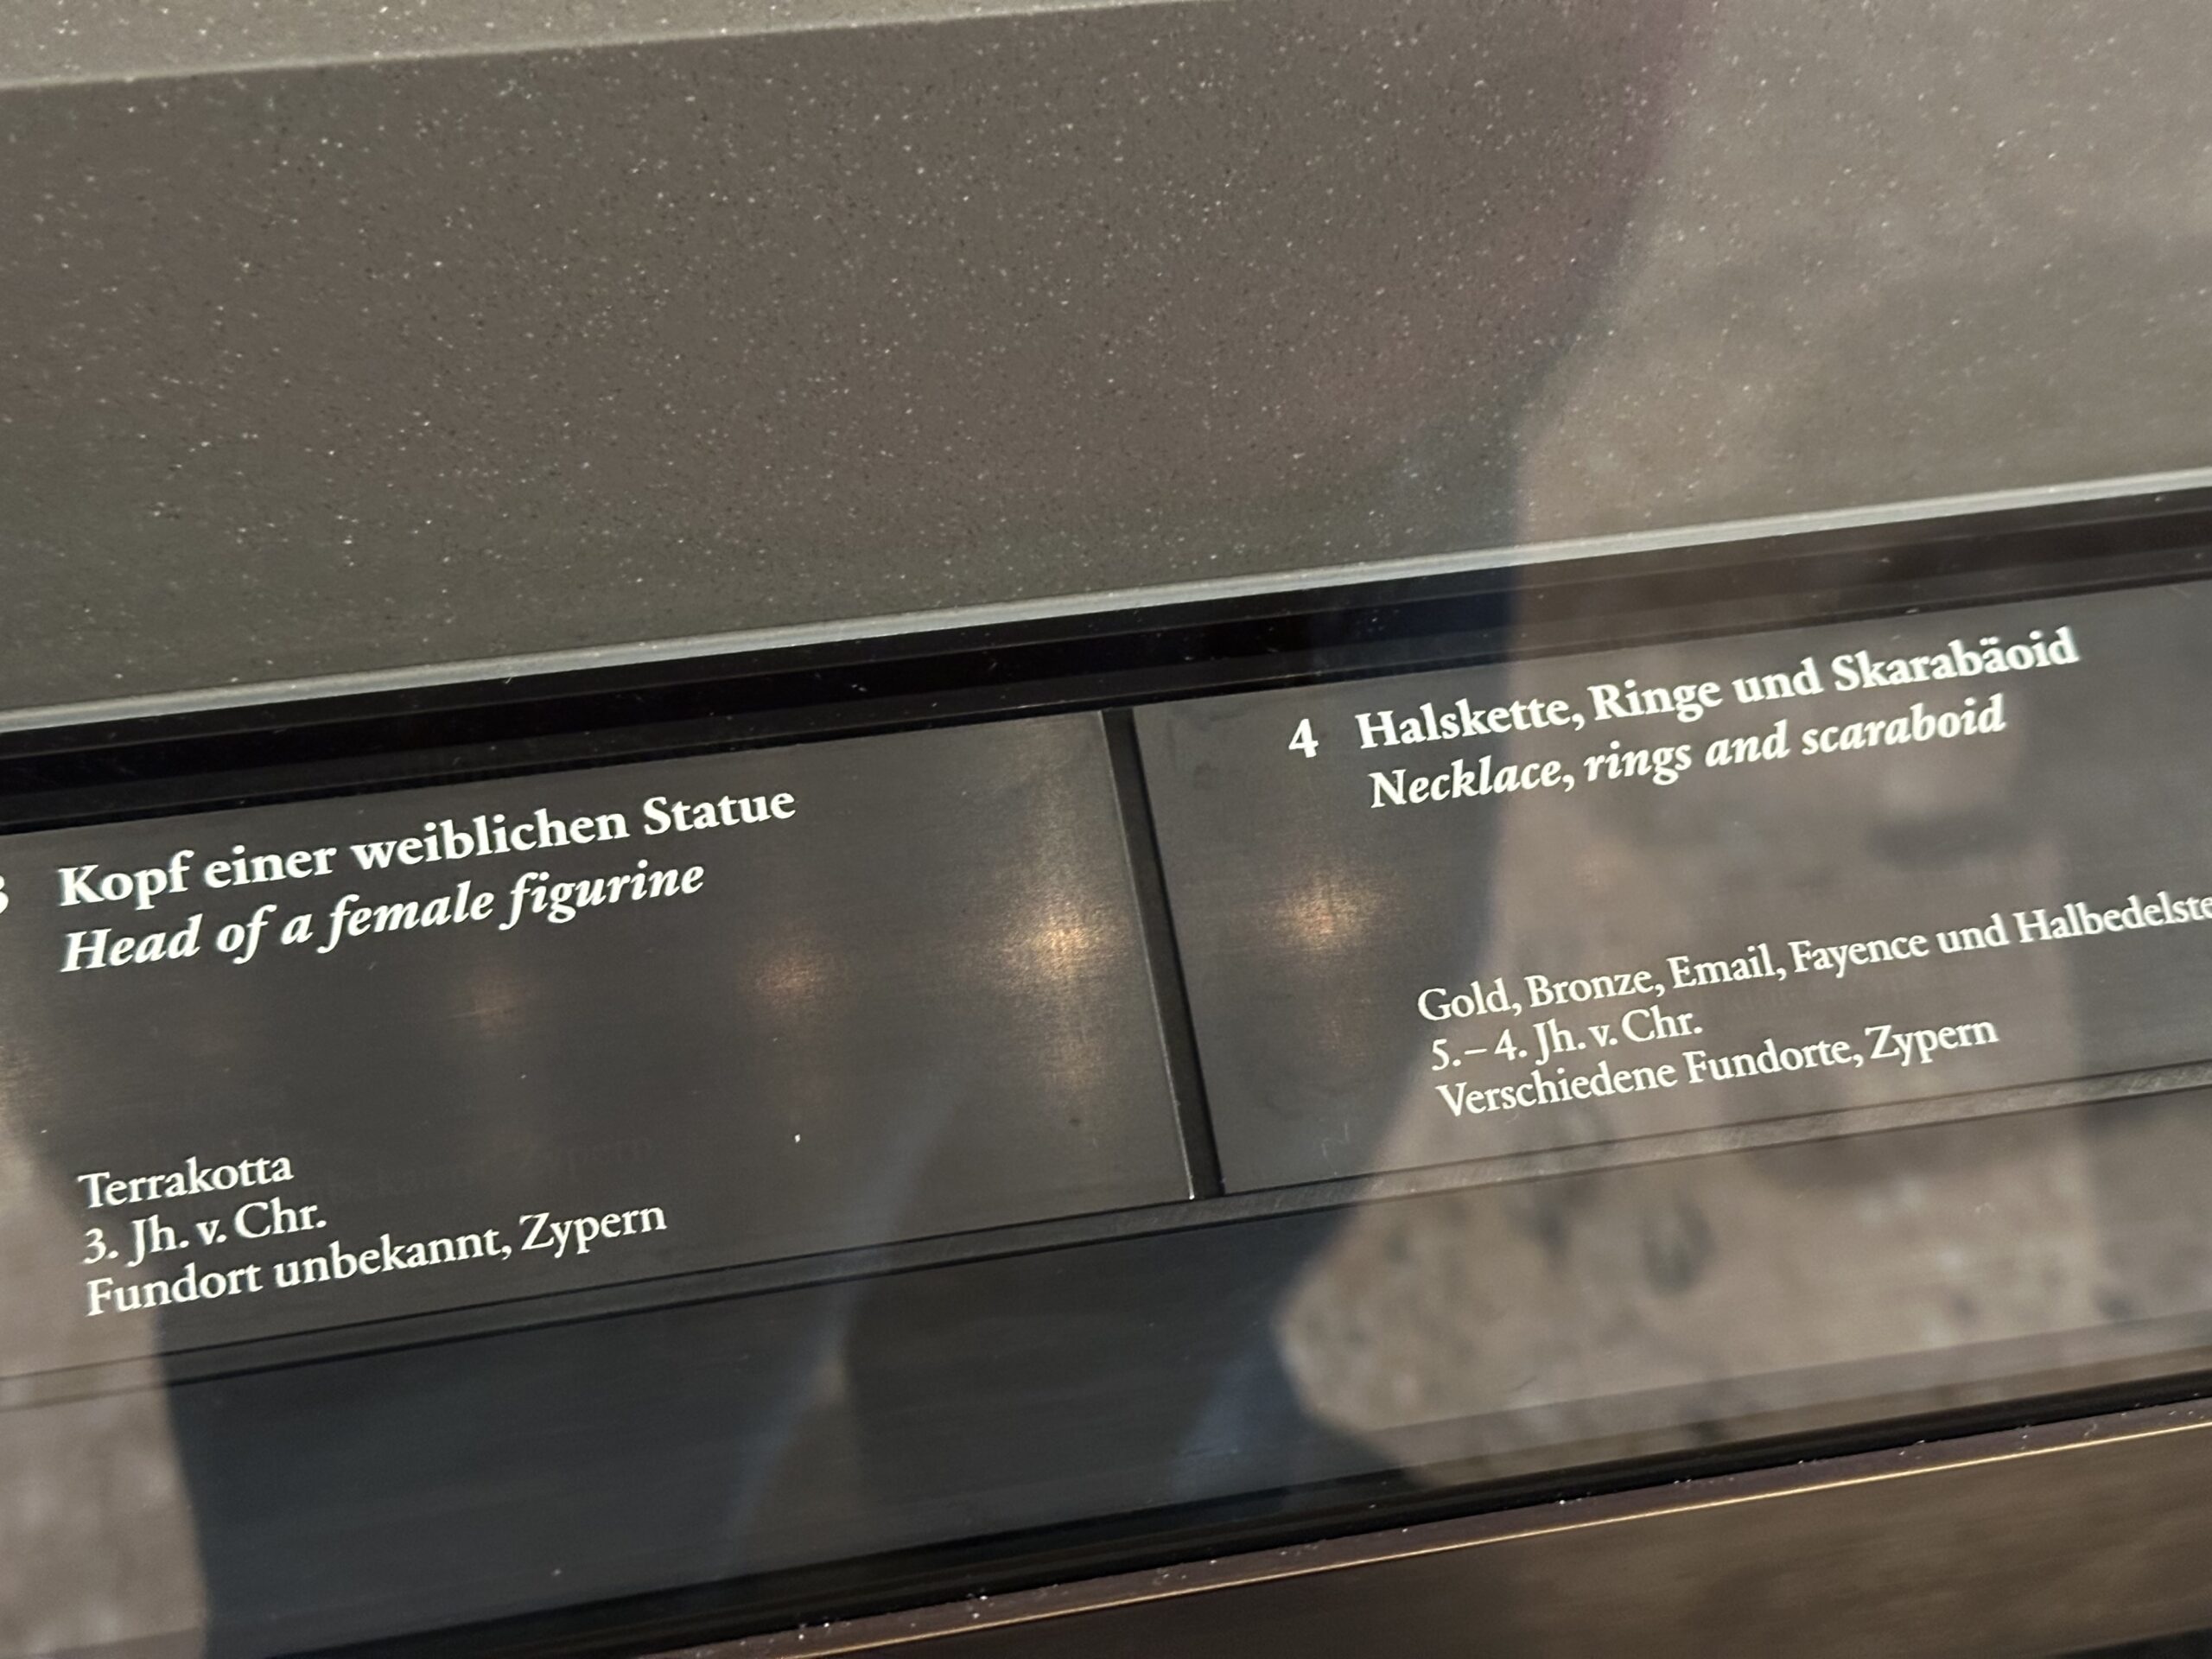 Kopf einer weiblichen Statue
Head of a female figurine
Terrakotta
3. Jh. v. Chr.
Fundort unbekannt, Zypern
4 Halskette, Ringe und Skarabäoid
Necklace, rings and scaraboid
Gold, Bronze, Email, Fayence und
5.– 4. Jh. v. Chr.
Verschiedene Fundorte, Zypern